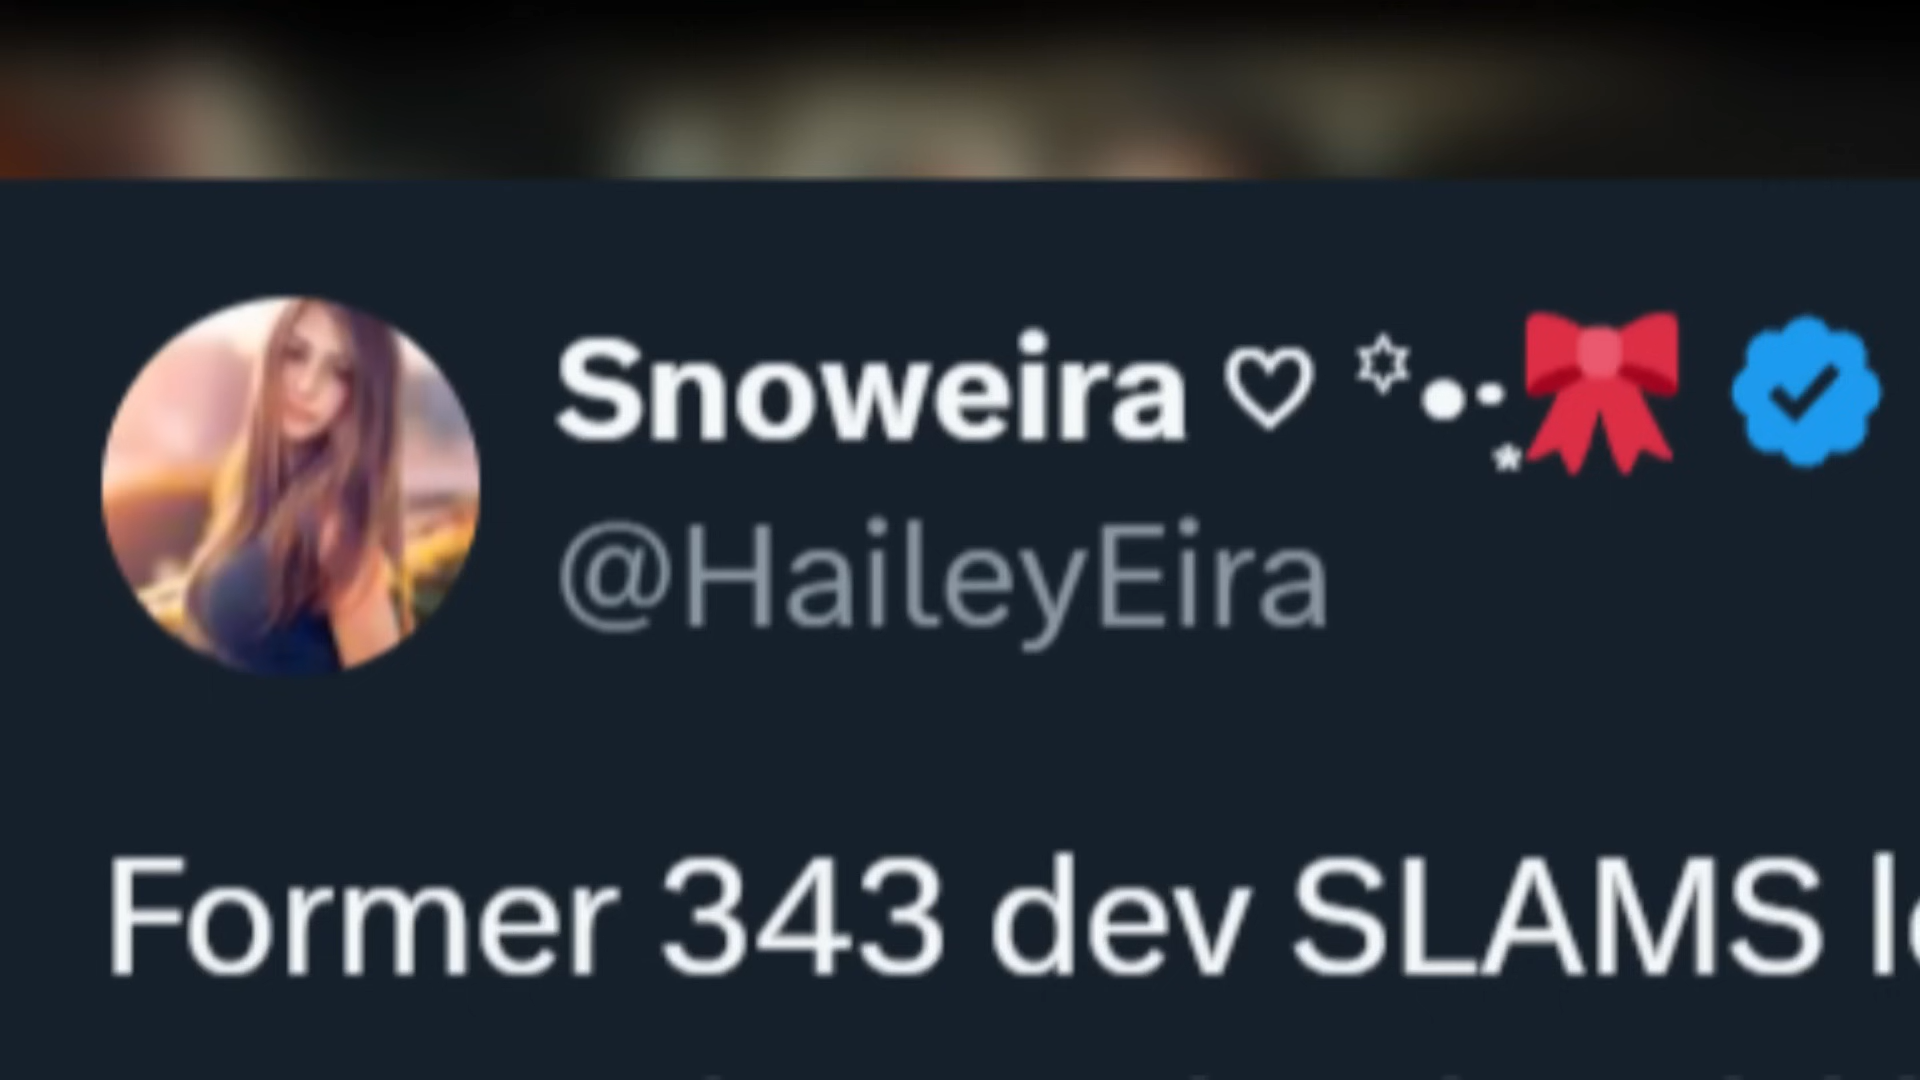 Snoweira ♡ ✡︎*•-⋆🎀
@HaileyEira
Former 343 dev SLAMS